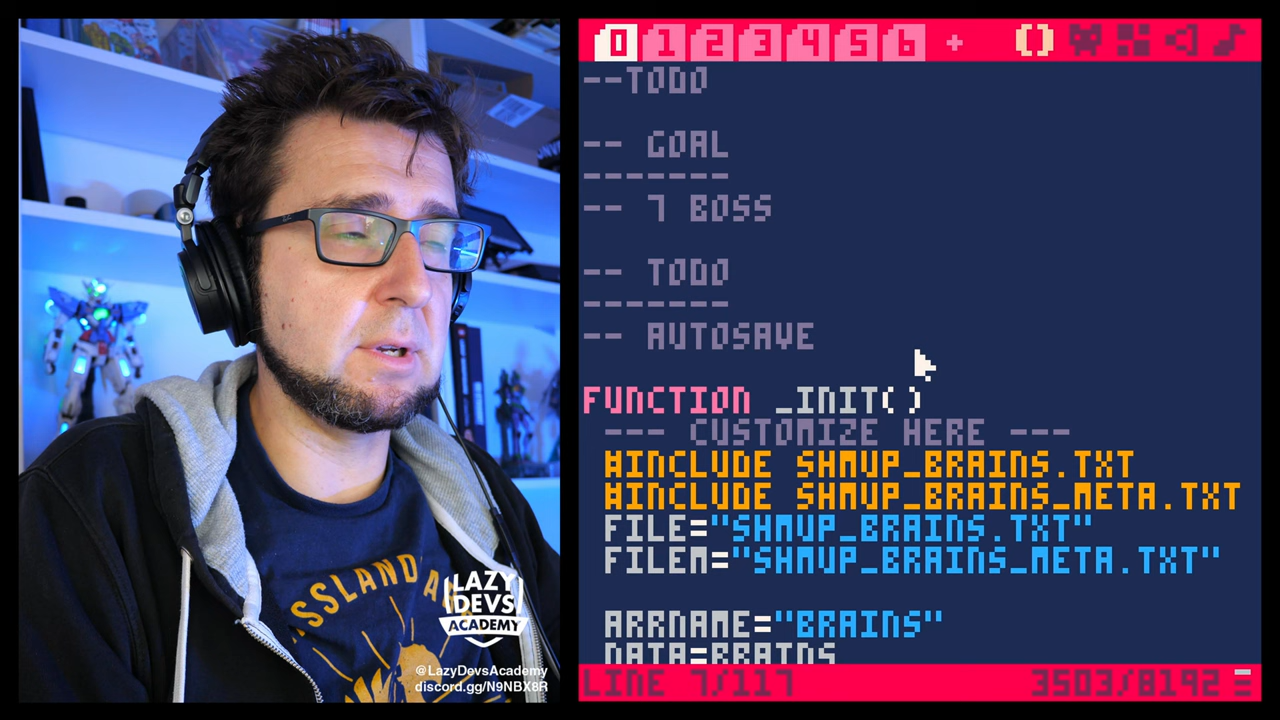 SSLAND A
LAZY
DEVS
ACADEMY
@LazyDevsAcademy
discord.gg/N9NBX8R
0 1 2 3 4 5 6 +
--TODO
-- GOAL
-------
-- 7 BOSS
-- TODO
-------
-- AUTOSAVE
FUNCTION _INIT()
--- CUSTOMIZE HERE ---
#INCLUDE SHMUP_BRAINS.TXT
#INCLUDE SHMUP_BRAINS_META.TXT
FILE="SHMUP_BRAINS.TXT"
FILEM="SHMUP_BRAINS_META.TXT"
ARRNAME="BRAINS"
DATA=BRAINS
LINE 7/117
3503/8192